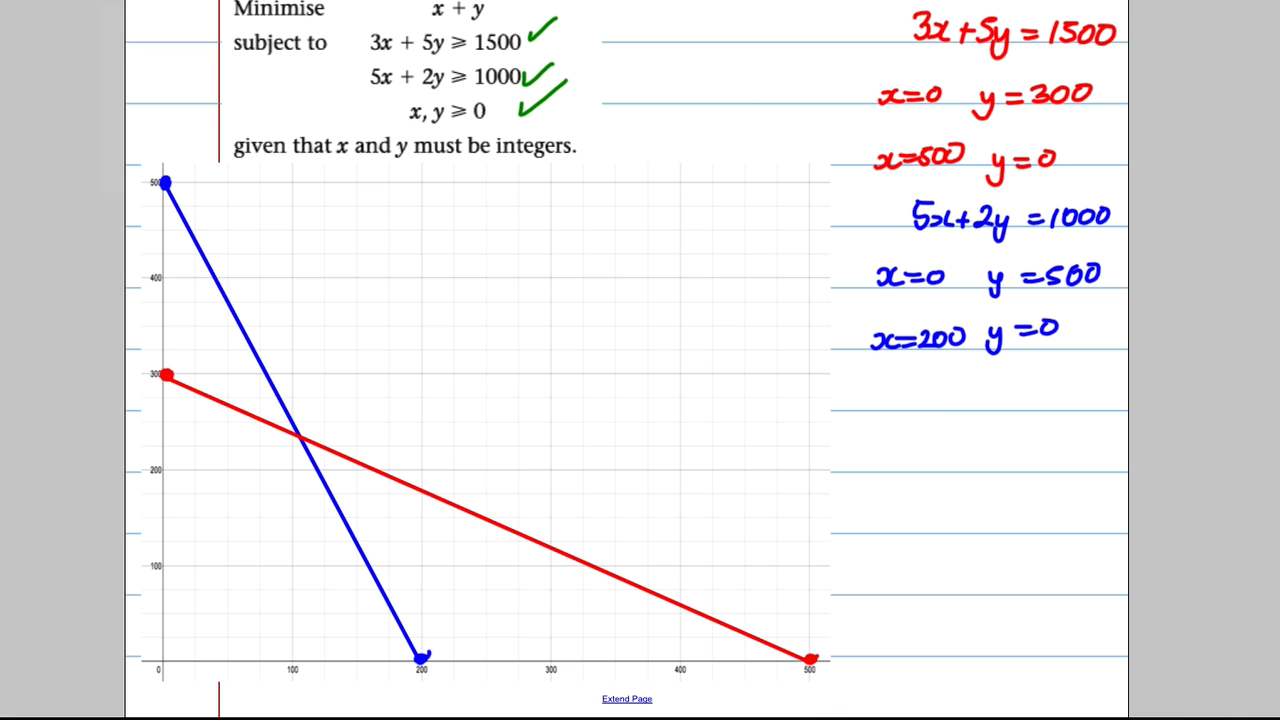 Minimise x + y
subject to 3x + 5y ⩾ 1500
5x + 2y ⩾ 1000
x, y ⩾ 0
given that x and y must be integers.
3x + 5y = 1500
x=0 y = 300
x=500 y = 0
5x + 2y = 1000
x=0 y = 500
x=200 y = 0
500
400
300
200
100
0 100 200 300 400 500
Extend Page